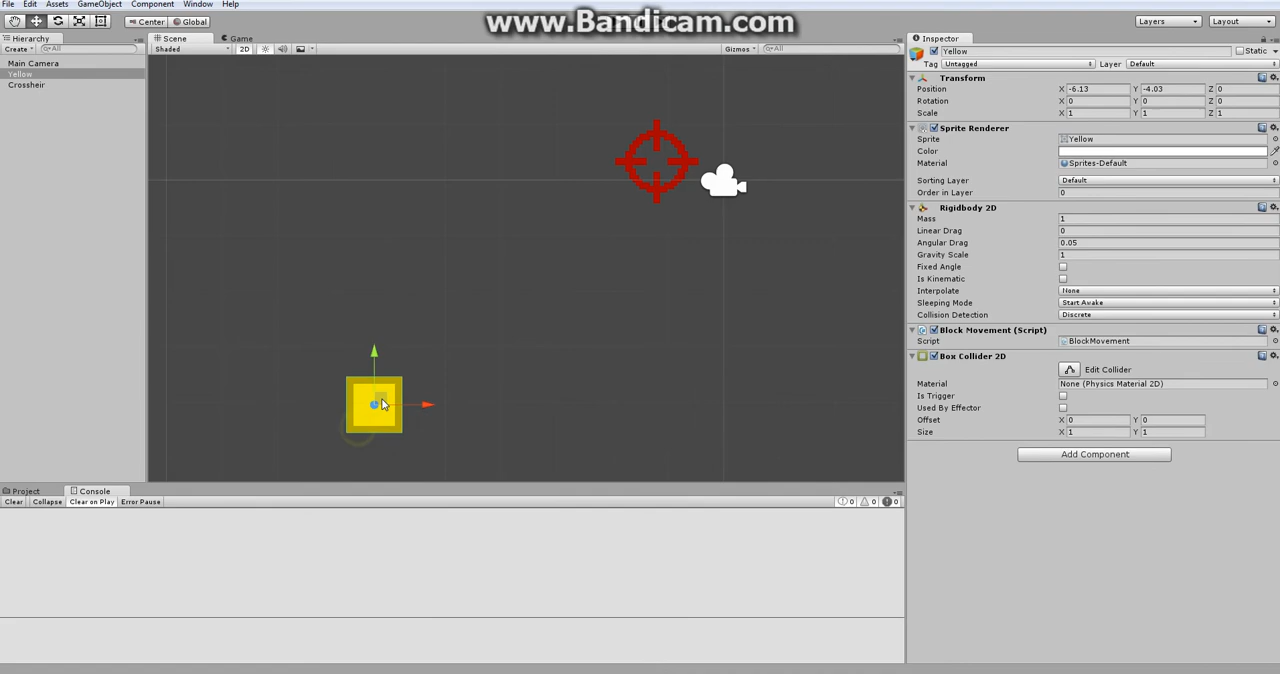 File Edit Assets GameObject Component Window Help
www.Bandicam.com
Center Global Layers Layout
Hierarchy Scene Game Inspector
Create All Shaded 2D Gizmos All Yellow Static
Main Camera Tag Untagged Layer Default
Yellow Transform
Crossheir Position X -6.13 Y -4.03 Z 0
Rotation X 0 Y 0 Z 0
Scale X 1 Y 1 Z 1
Sprite Renderer
Sprite Yellow
Color
Material Sprites-Default
Sorting Layer Default
Order in Layer 0
Rigidbody 2D
Mass 1
Linear Drag 0
Angular Drag 0.05
Gravity Scale 1
Fixed Angle
Is Kinematic
Interpolate None
Sleeping Mode Start Awake
Collision Detection Discrete
Block Movement (Script)
Script BlockMovement
Box Collider 2D
Edit Collider
Material None (Physics Material 2D)
Is Trigger
Used By Effector
Offset X 0 Y 0
Size X 1 Y 1
Add Component
Project Console
Clear Collapse Clear on Play Error Pause 0 0 0